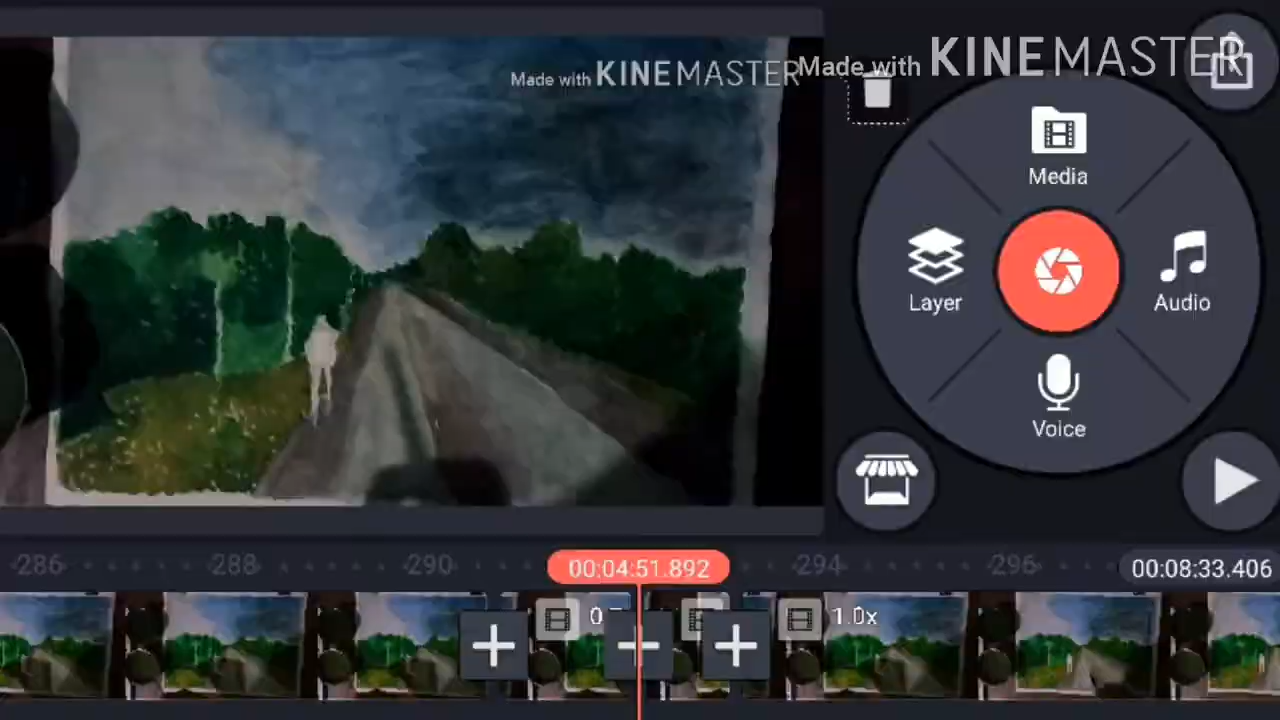 Made with KINEMASTER
Made with KINEMASTER
Media
Layer
Audio
Voice
286
288
290
00:04:51.892
294
296
00:08:33.406
1.0x